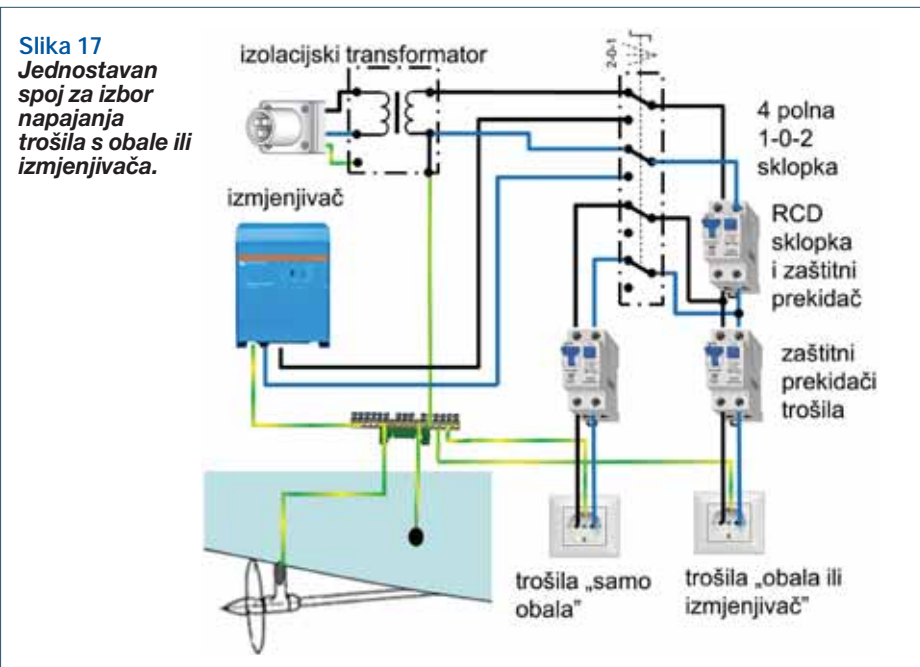 Slika 17
Jednostavan
spoj za izbor
napajanja
trošila s obale ili
izmjenjivača.
izolacijski transformator
2-0-1
4 polna
1-0-2
sklopka
izmjenjivač
RCD
sklopka
i zaštitni
prekidač
zaštitni
prekidači
trošila
trošila „samo
obala”
trošila „obala ili
izmjenjivač”